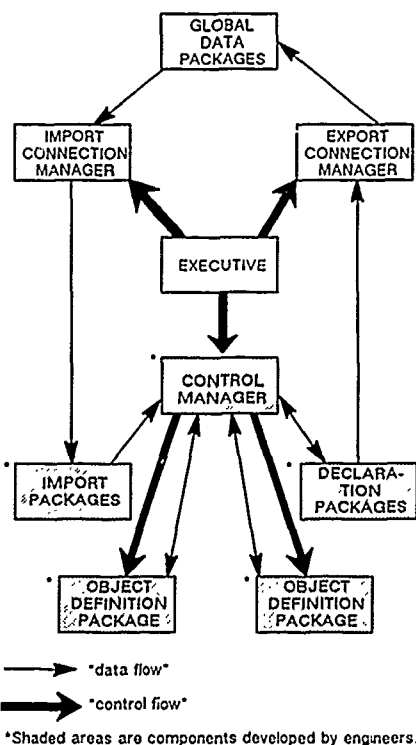 GLOBAL
DATA
PACKAGES
IMPORT
CONNECTION
MANAGER
EXPORT
CONNECTION
MANAGER
EXECUTIVE
*
CONTROL
MANAGER
*
IMPORT
PACKAGES
*
DECLARA-
TION
PACKAGES
*
OBJECT
DEFINITION
PACKAGE
*
OBJECT
DEFINITION
PACKAGE
"data flow"
"control flow"
*Shaded areas are components developed by engineers.